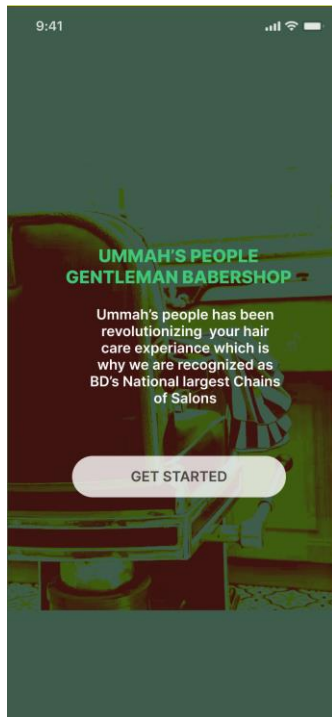 9:41
UMMAH'S PEOPLE
GENTLEMAN BABERSHOP
Ummah's people has been
revolutionizing your hair
care experiance which is
why we are recognized as
BD's National largest Chains
of Salons
GET STARTED